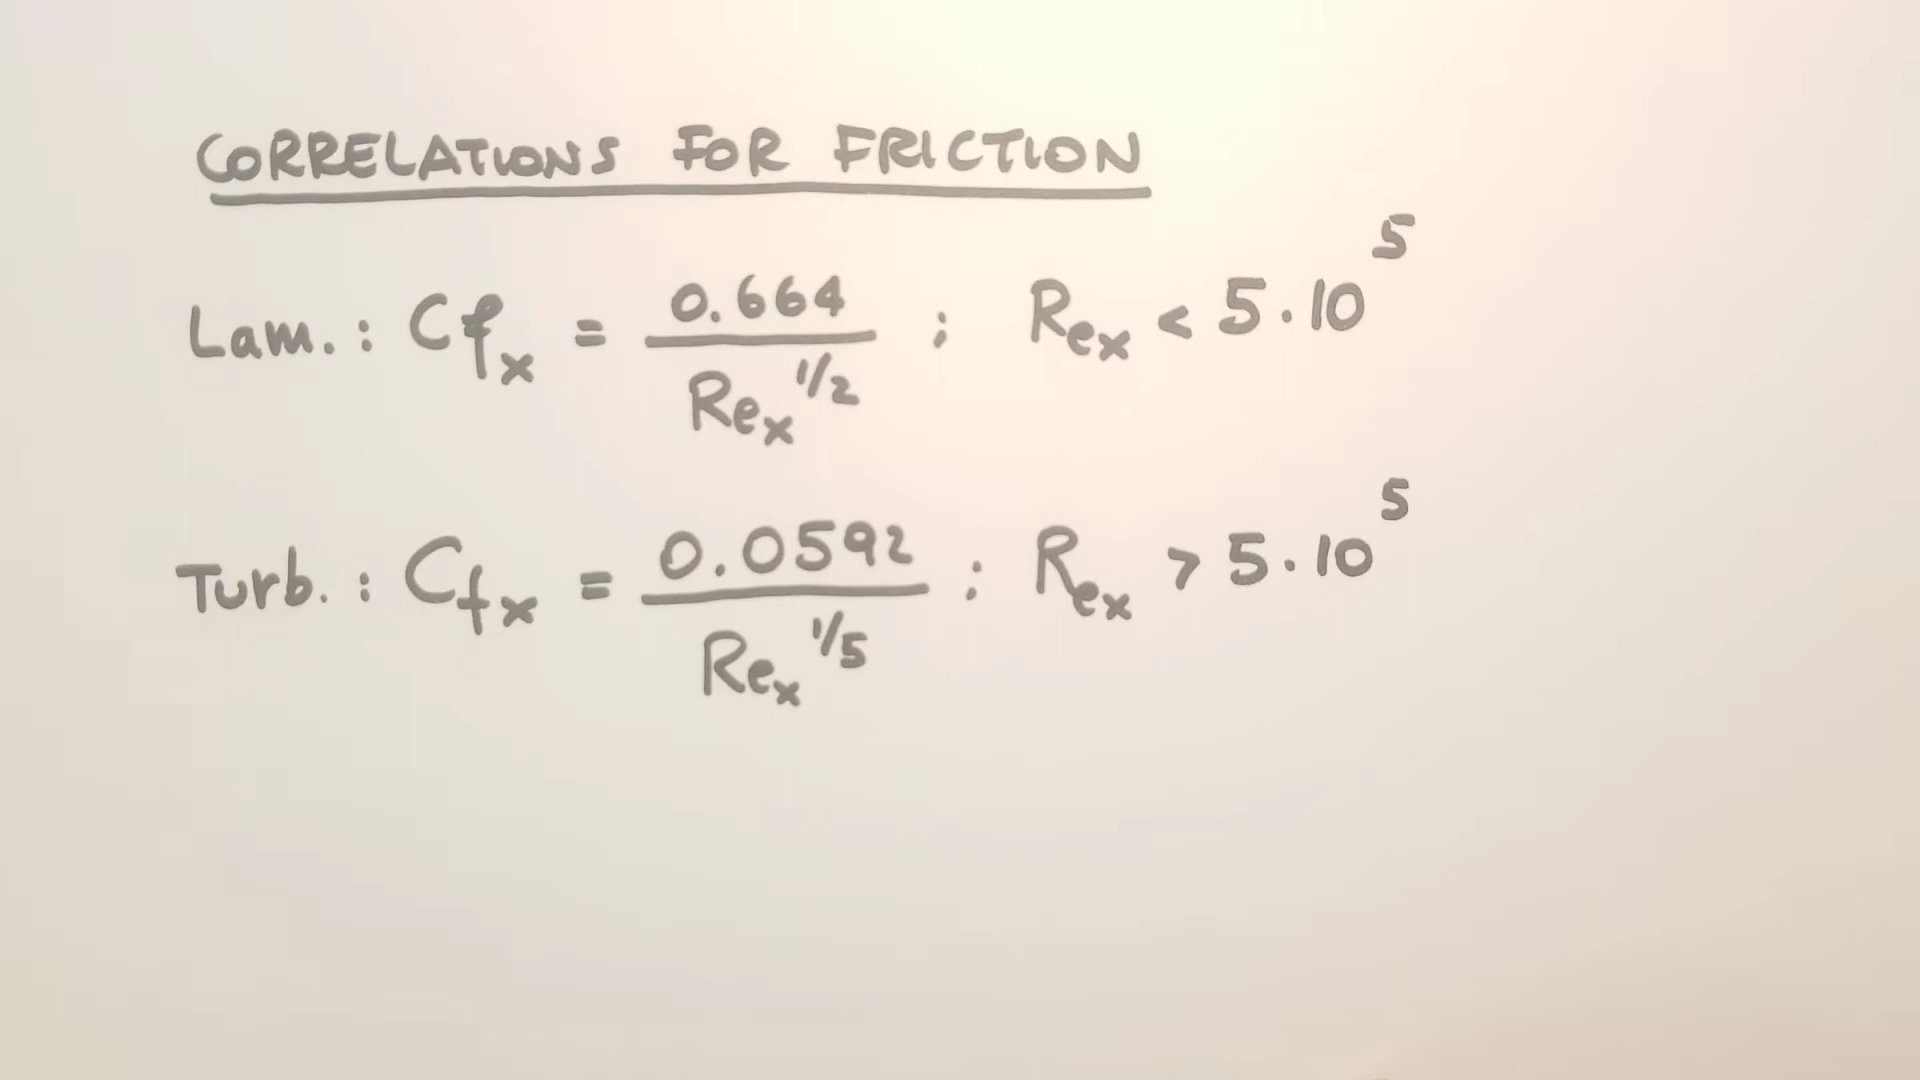 CORRELATIONS FOR FRICTION
Lam. : Cfₓ = 0.664 / Reₓ^1/2 ; Reₓ < 5·10^5
Turb. : Cfₓ = 0.0592 / Reₓ^1/5 ; Reₓ > 5·10^5